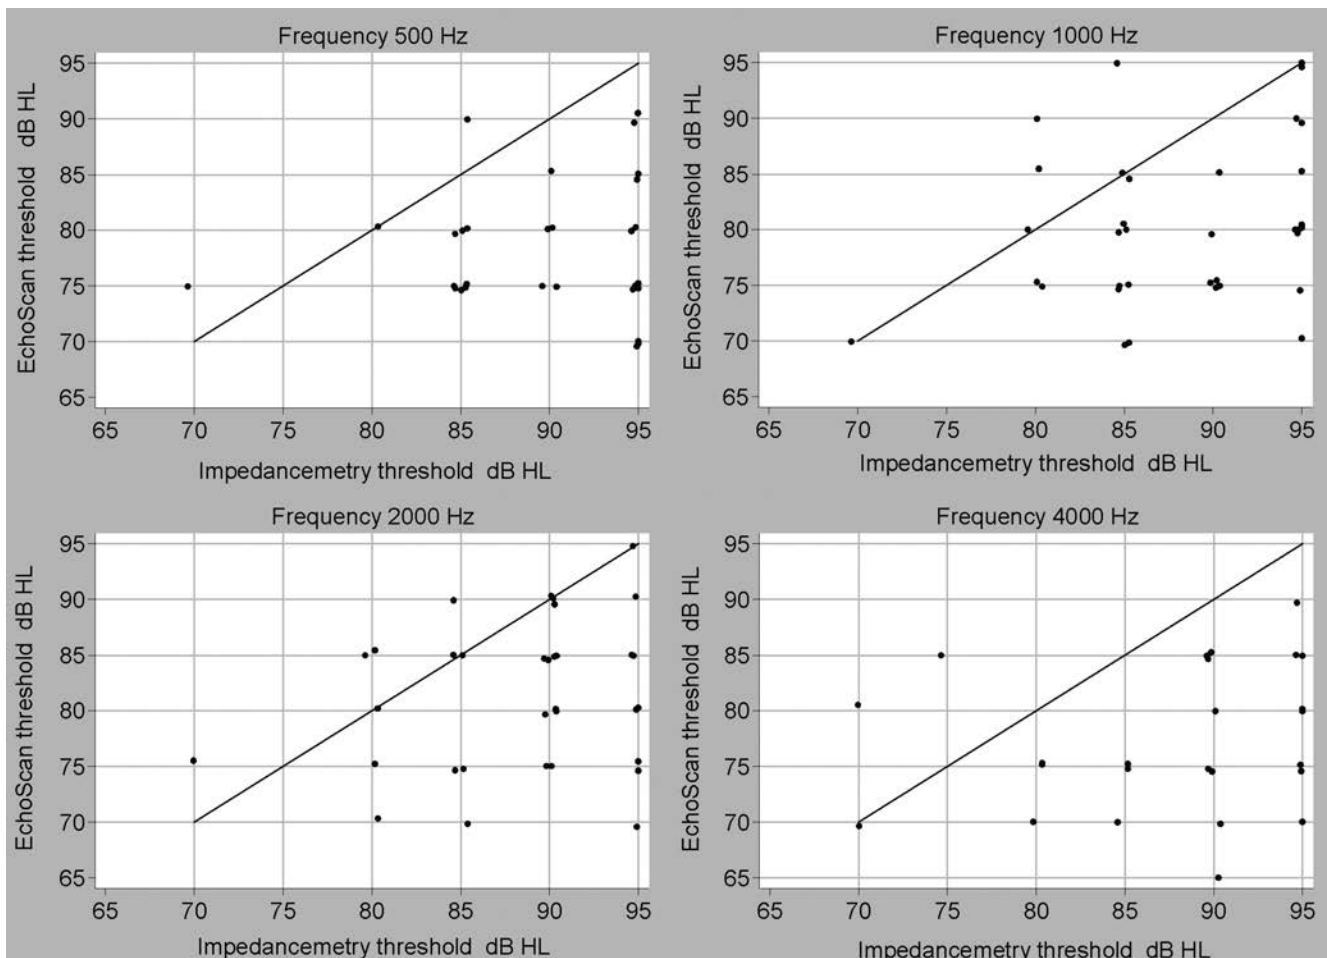 Frequency 500 Hz
EchoScan threshold dB HL
95
90
85
80
75
70
65
65 70 75 80 85 90 95
Impedancemetry threshold dB HL
Frequency 1000 Hz
EchoScan threshold dB HL
95
90
85
80
75
70
65
65 70 75 80 85 90 95
Impedancemetry threshold dB HL
Frequency 2000 Hz
EchoScan threshold dB HL
95
90
85
80
75
70
65
65 70 75 80 85 90 95
Impedancemetry threshold dB HL
Frequency 4000 Hz
EchoScan threshold dB HL
95
90
85
80
75
70
65
65 70 75 80 85 90 95
Impedancemetry threshold dB HL